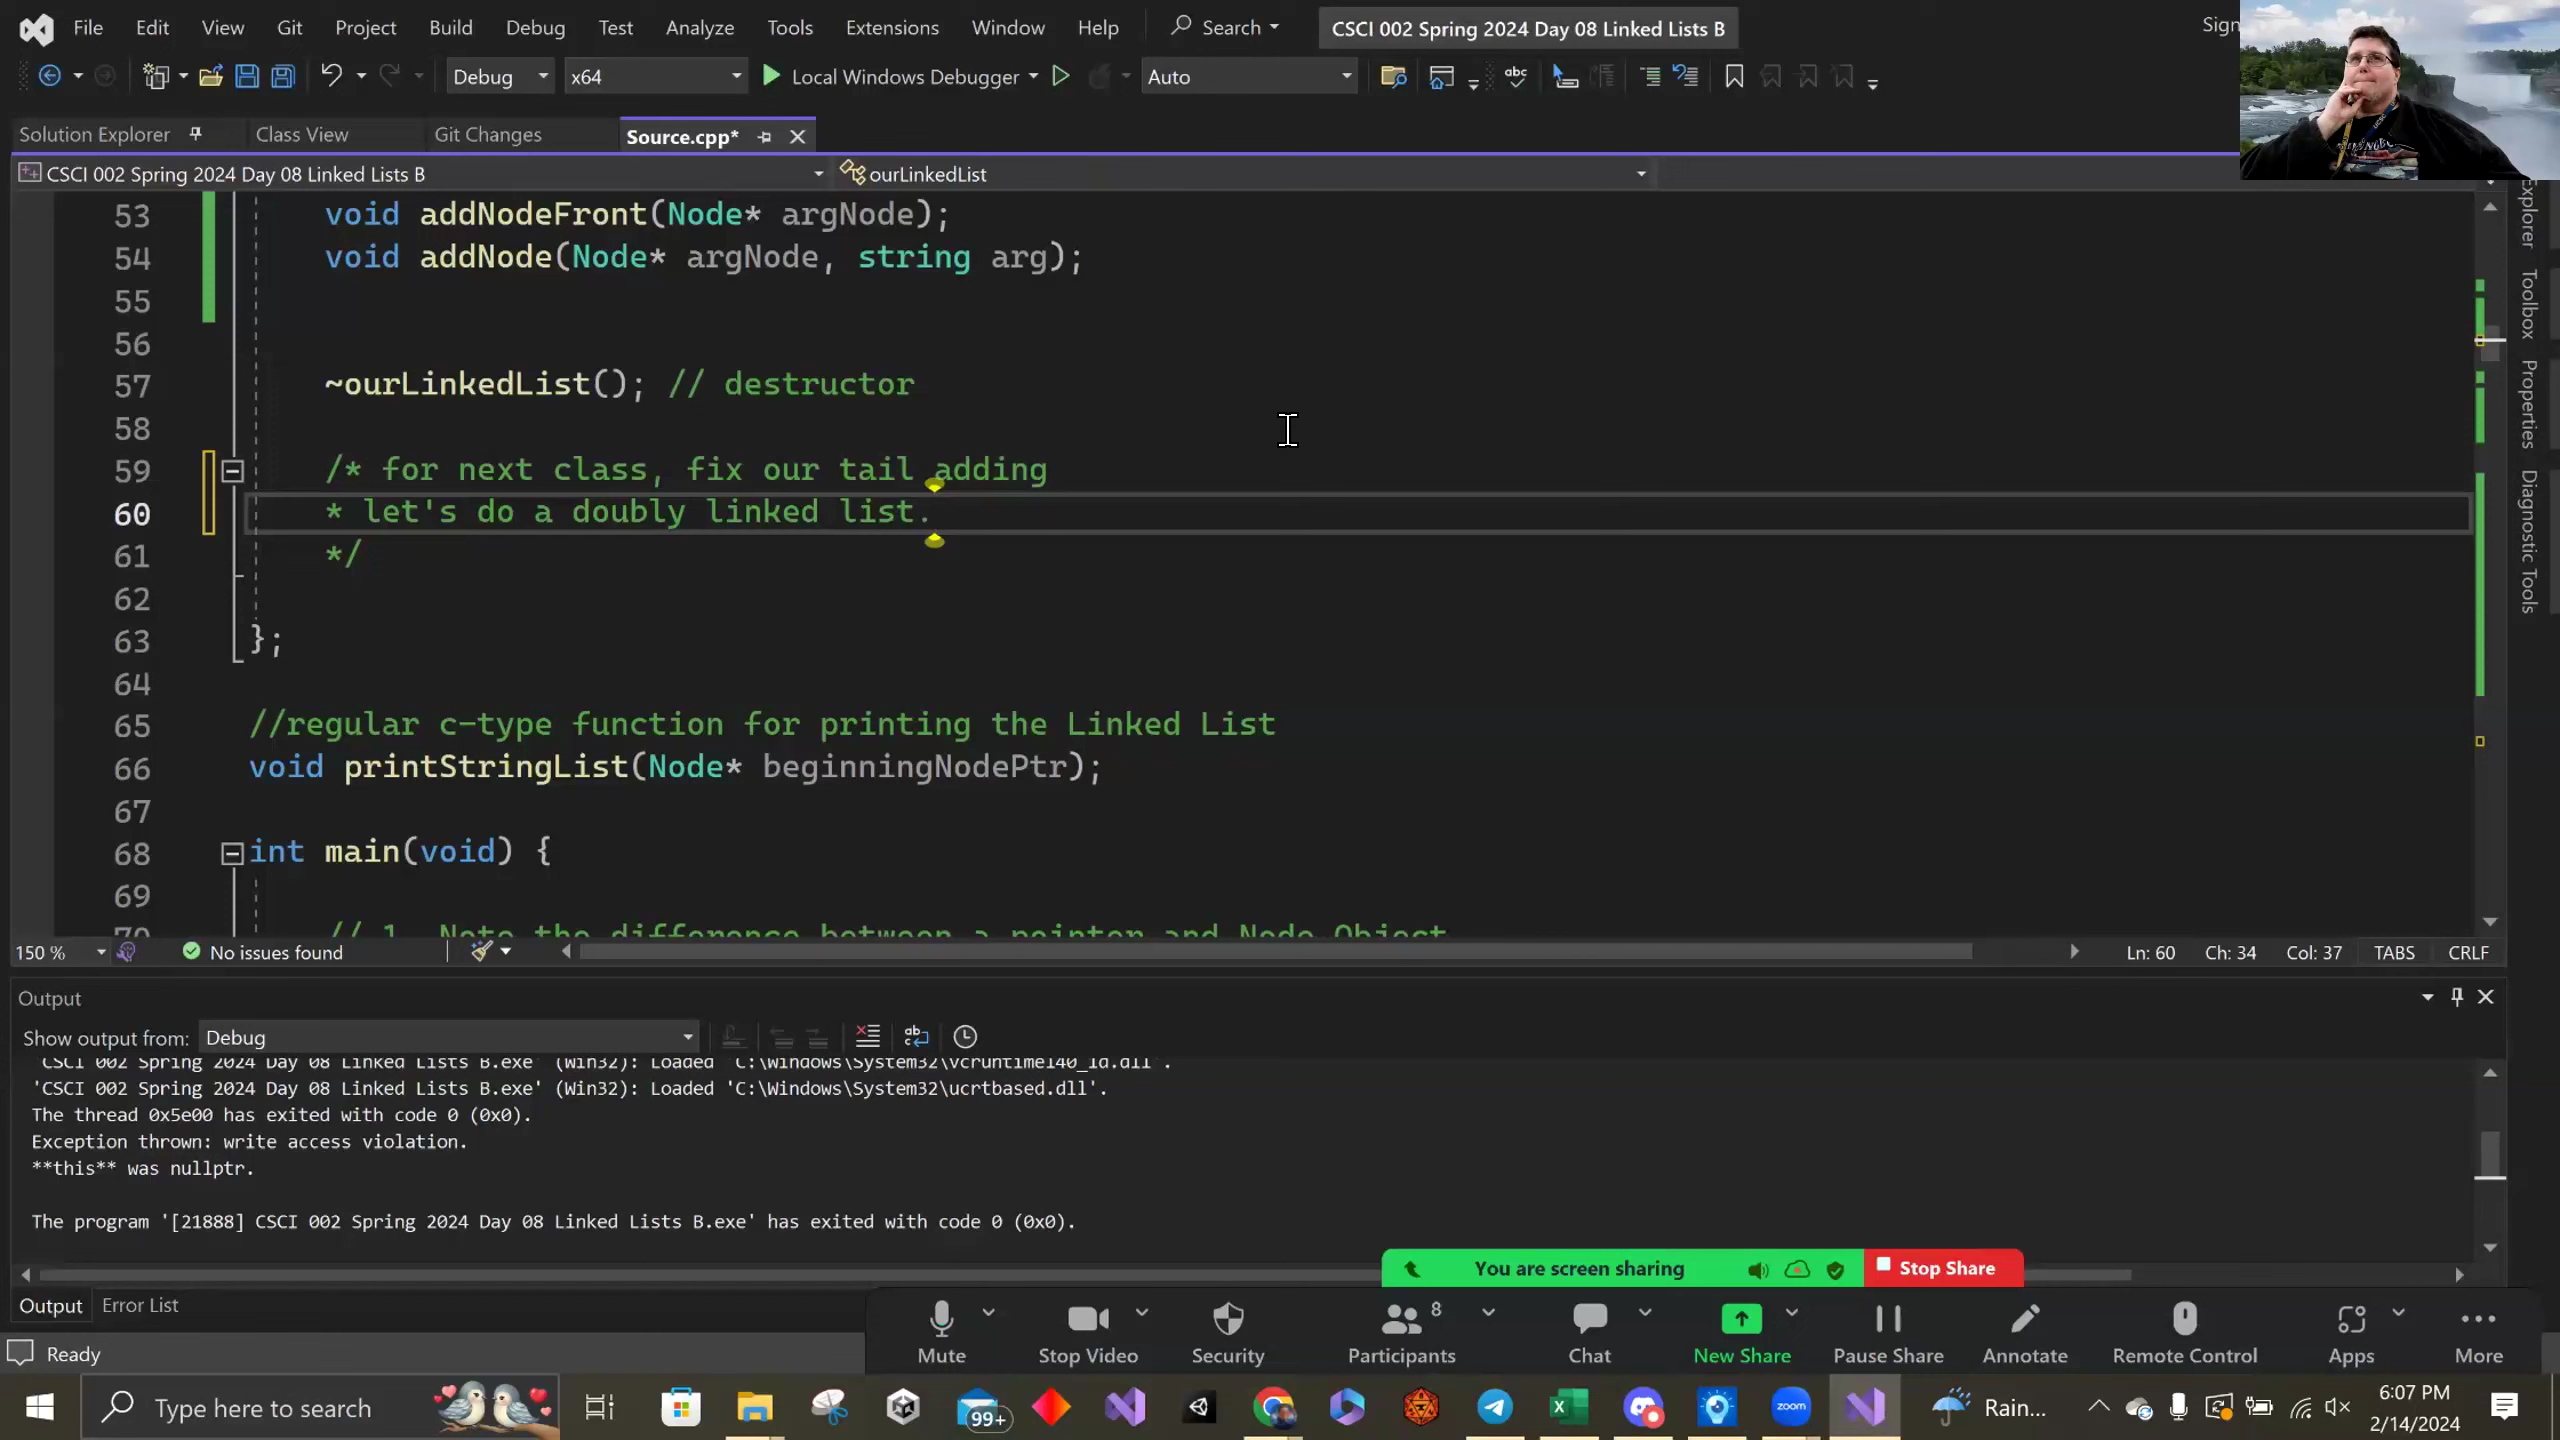 File Edit View Git Project Build Debug Test Analyze Tools Extensions Window Help Search CSCI 002 Spring 2024 Day 08 Linked Lists B Sign
Debug x64 Local Windows Debugger Auto
Solution Explorer Class View Git Changes Source.cpp*
CSCI 002 Spring 2024 Day 08 Linked Lists B ourLinkedList
53 void addNodeFront(Node* argNode);
54 void addNode(Node* argNode, string arg);
55
56
57 ~ourLinkedList(); // destructor
58
59 /* for next class, fix our tail adding
60 * let's do a doubly linked list.
61 */
62
63 };
64
65 //regular c-type function for printing the Linked List
66 void printStringList(Node* beginningNodePtr);
67
68 int main(void) {
69
70 // 1. Note the difference between a pointer and Node Object
150 % No issues found Ln: 60 Ch: 34 Col: 37 TABS CRLF
Output
Show output from: Debug
'CSCI 002 Spring 2024 Day 08 Linked Lists B.exe' (Win32): Loaded 'C:\Windows\System32\vcruntime140_1d.dll'.
'CSCI 002 Spring 2024 Day 08 Linked Lists B.exe' (Win32): Loaded 'C:\Windows\System32\ucrtbased.dll'.
The thread 0x5e00 has exited with code 0 (0x0).
Exception thrown: write access violation.
**this** was nullptr.
The program '[21888] CSCI 002 Spring 2024 Day 08 Linked Lists B.exe' has exited with code 0 (0x0).
Output Error List
Ready
Explorer
Toolbox
Properties
Diagnostic Tools
You are screen sharing Stop Share
8
Mute Stop Video Security Participants Chat New Share Pause Share Annotate Remote Control Apps More
Type here to search 99+ zoom Rain... 6:07 PM
2/14/2024